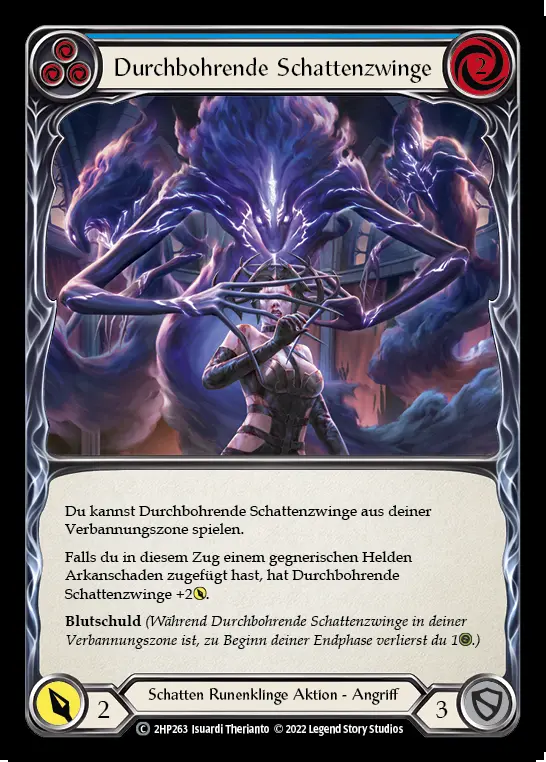 Durchbohrende Schattenzwinge
2
Du kannst Durchbohrende Schattenzwinge aus deiner
Verbannungszone spielen.
Falls du in diesem Zug einem gegnerischen Helden
Arkanschaden zugefügt hast, hat Durchbohrende
Schattenzwinge +2.
Blutschuld (Während Durchbohrende Schattenzwinge in deiner
Verbannungszone ist, zu Beginn deiner Endphase verlierst du 1.)
2
Schatten Runenklinge Aktion - Angriff
3
C 2HP263 Isuardi Therianto © 2022 Legend Story Studios